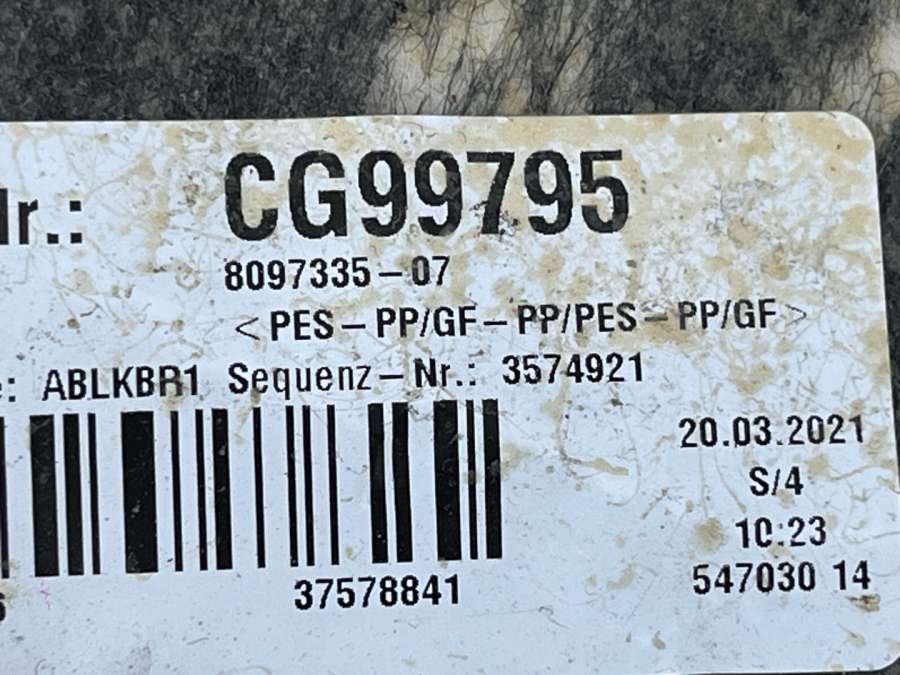 Nr.: CG99795
8097335-07
<PES-PP/GF-PP/PES-PP/GF>
e: ABLKBR1 Sequenz-Nr.: 3574921
20.03.2021
S/4
10:23
37578841
547030 14